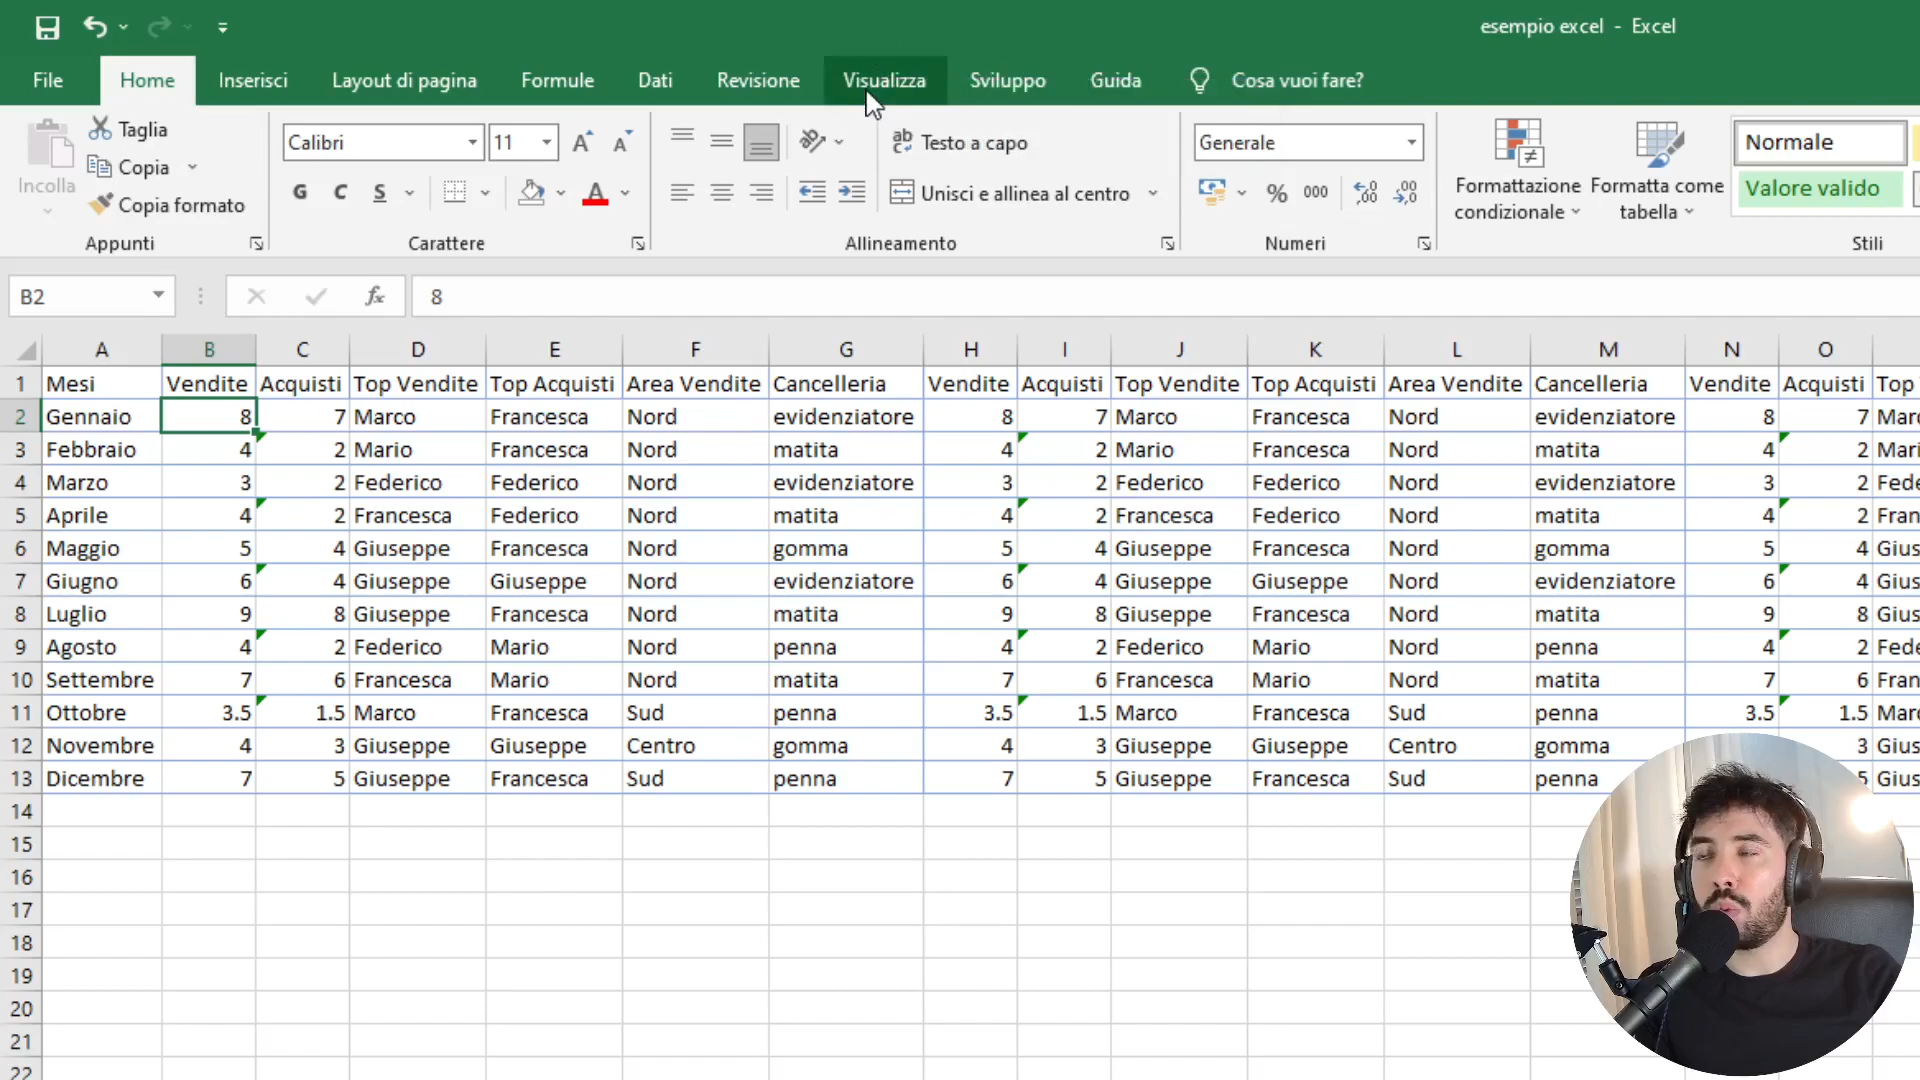 esempio excel - Excel
File Home Inserisci Layout di pagina Formule Dati Revisione Visualizza Sviluppo Guida Cosa vuoi fare?
Incolla Taglia Copia Copia formato Appunti
Calibri 11 G C S A Carattere
ab Testo a capo Unisci e allinea al centro Allineamento
Generale % 000 Numeri
Formattazione condizionale Formatta come tabella
Normale Valore valido Stili
B2 fx 8
A B C D E F G H I J K L M N O
1 Mesi Vendite Acquisti Top Vendite Top Acquisti Area Vendite Cancelleria Vendite Acquisti Top Vendite Top Acquisti Area Vendite Cancelleria Vendite Acquisti Top
2 Gennaio 8 7 Marco Francesca Nord evidenziatore 8 7 Marco Francesca Nord evidenziatore 8 7 Marc
3 Febbraio 4 2 Mario Francesca Nord matita 4 2 Mario Francesca Nord matita 4 2 Mari
4 Marzo 3 2 Federico Federico Nord evidenziatore 3 2 Federico Federico Nord evidenziatore 3 2 Fede
5 Aprile 4 2 Francesca Federico Nord matita 4 2 Francesca Federico Nord matita 4 2 Fran
6 Maggio 5 4 Giuseppe Francesca Nord gomma 5 4 Giuseppe Francesca Nord gomma 5 4 Gius
7 Giugno 6 4 Giuseppe Giuseppe Nord evidenziatore 6 4 Giuseppe Giuseppe Nord evidenziatore 6 4 Gius
8 Luglio 9 8 Giuseppe Francesca Nord matita 9 8 Giuseppe Francesca Nord matita 9 8 Gius
9 Agosto 4 2 Federico Mario Nord penna 4 2 Federico Mario Nord penna 4 2 Fede
10 Settembre 7 6 Francesca Mario Nord matita 7 6 Francesca Mario Nord matita 7 6 Fran
11 Ottobre 3.5 1.5 Marco Francesca Sud penna 3.5 1.5 Marco Francesca Sud penna 3.5 1.5 Marc
12 Novembre 4 3 Giuseppe Giuseppe Centro gomma 4 3 Giuseppe Giuseppe Centro gomma 3 Gius
13 Dicembre 7 5 Giuseppe Francesca Sud penna 7 5 Giuseppe Francesca Sud penna 5 Gius
14
15
16
17
18
19
20
21
22